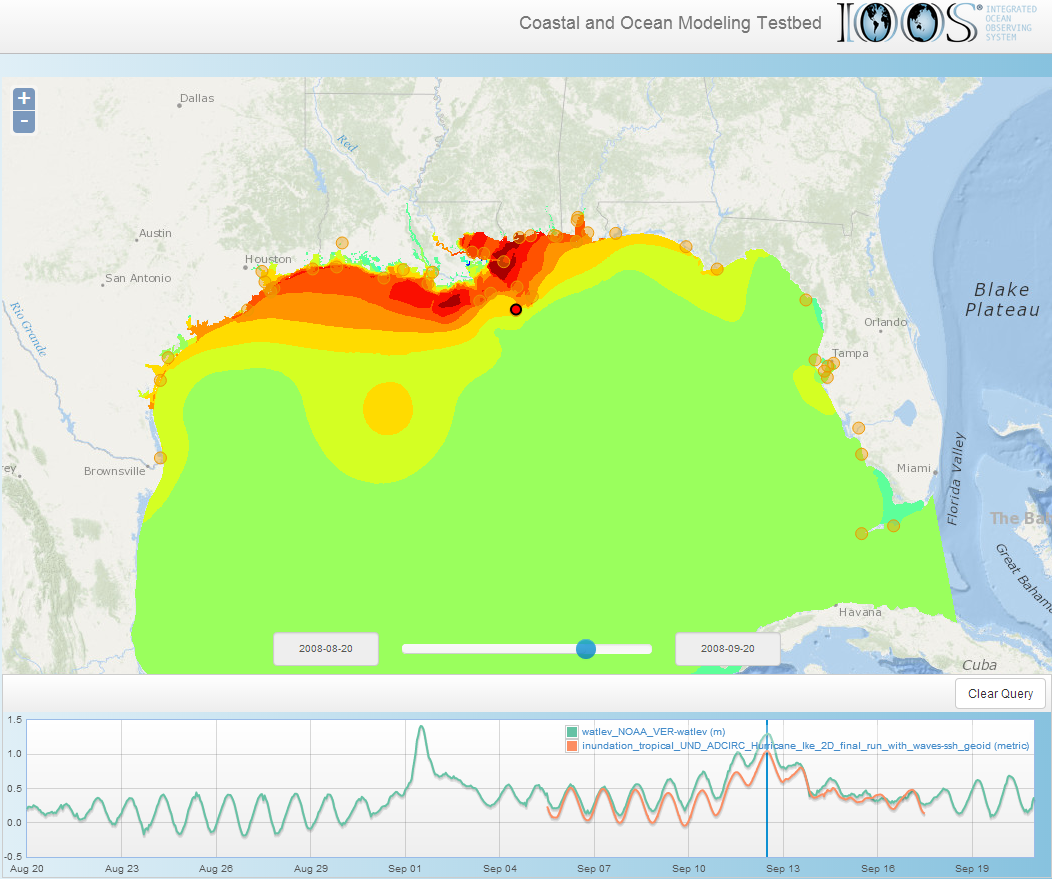 Coastal and Ocean Modeling Testbed
IOOS®
INTEGRATED
OCEAN
OBSERVING
SYSTEM
+
-
Dallas
Red
Austin
Houston
San Antonio
Rio Grande
Blake
Plateau
Orlando
Tampa
Brownsville
ey
Miami
Florida Valley
The Ba
Great Bahama
Havana
Cuba
2008-08-20
2008-09-20
Clear Query
watlev_NOAA_VER-watlev (m)
inundation_tropical_UND_ADCIRC_Hurricane_Ike_2D_final_run_with_waves-ssh_geoid (metric)
1.5
1.0
0.5
0.0
-0.5
Aug 20 Aug 23 Aug 26 Aug 29 Sep 01 Sep 04 Sep 07 Sep 10 Sep 13 Sep 16 Sep 19